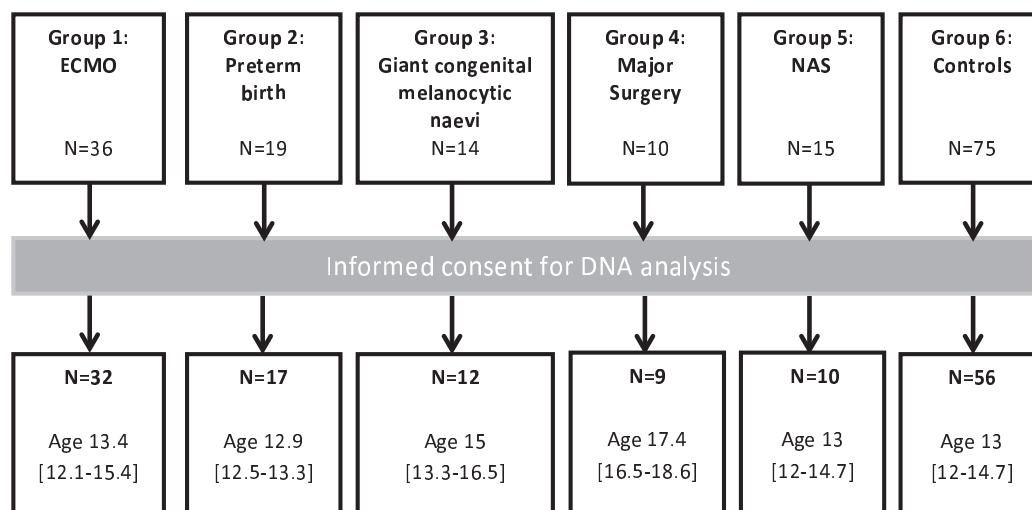 Group 1:
ECMO
N=36
Group 2:
Preterm
birth
N=19
Group 3:
Giant congenital
melanocytic
naevi
N=14
Group 4:
Major
Surgery
N=10
Group 5:
NAS
N=15
Group 6:
Controls
N=75
Informed consent for DNA analysis
N=32
Age 13.4
[12.1-15.4]
N=17
Age 12.9
[12.5-13.3]
N=12
Age 15
[13.3-16.5]
N=9
Age 17.4
[16.5-18.6]
N=10
Age 13
[12-14.7]
N=56
Age 13
[12-14.7]